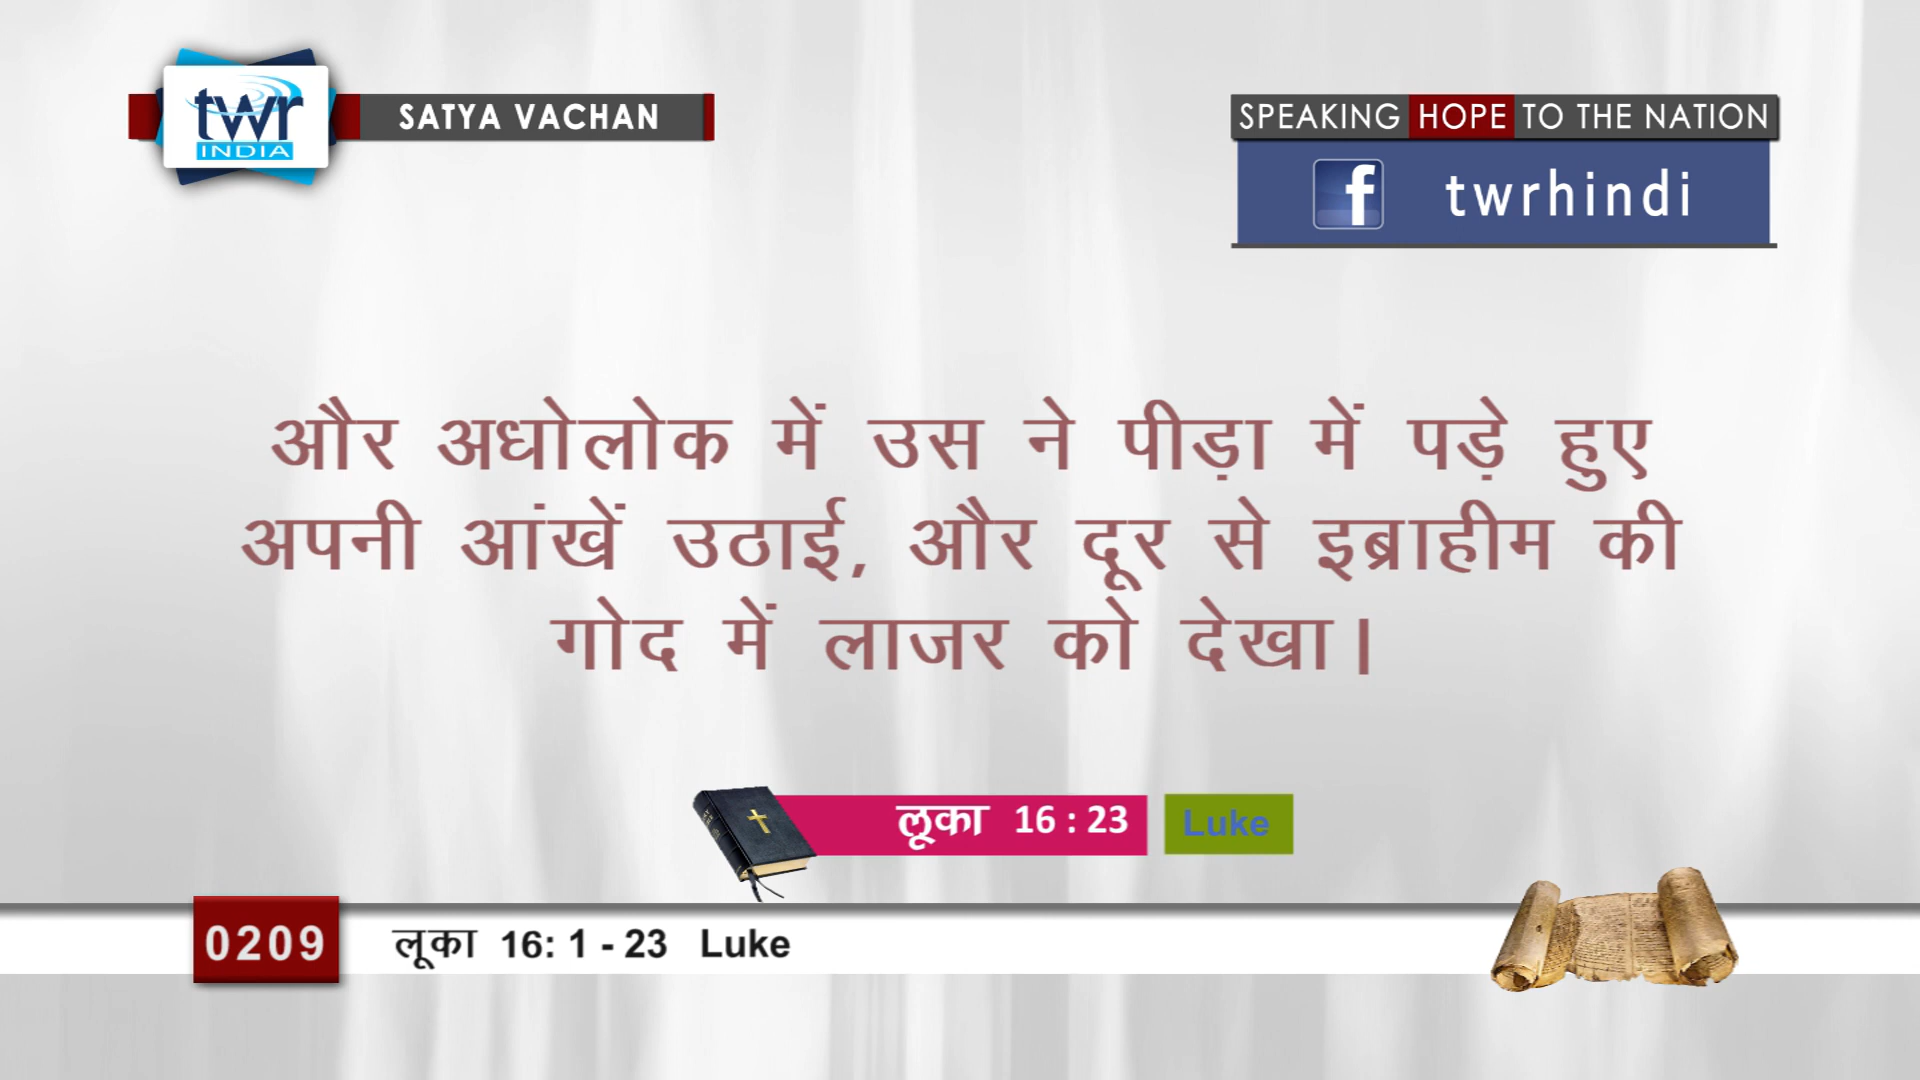 twr
INDIA
SATYA VACHAN
SPEAKING HOPE TO THE NATION
f twrhindi
और अधोलोक में उस ने पीड़ा में पड़े हुए
अपनी आंखें उठाई, और दूर से इब्राहीम की
गोद में लाजर को देखा।
लूका 16 : 23 Luke
0209 लूका 16: 1 - 23 Luke